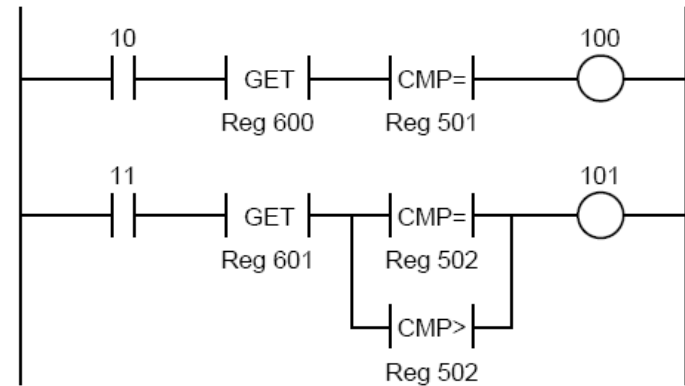 10 100
GET CMP=
Reg 600 Reg 501
11 101
GET CMP=
Reg 601 Reg 502
CMP>
Reg 502